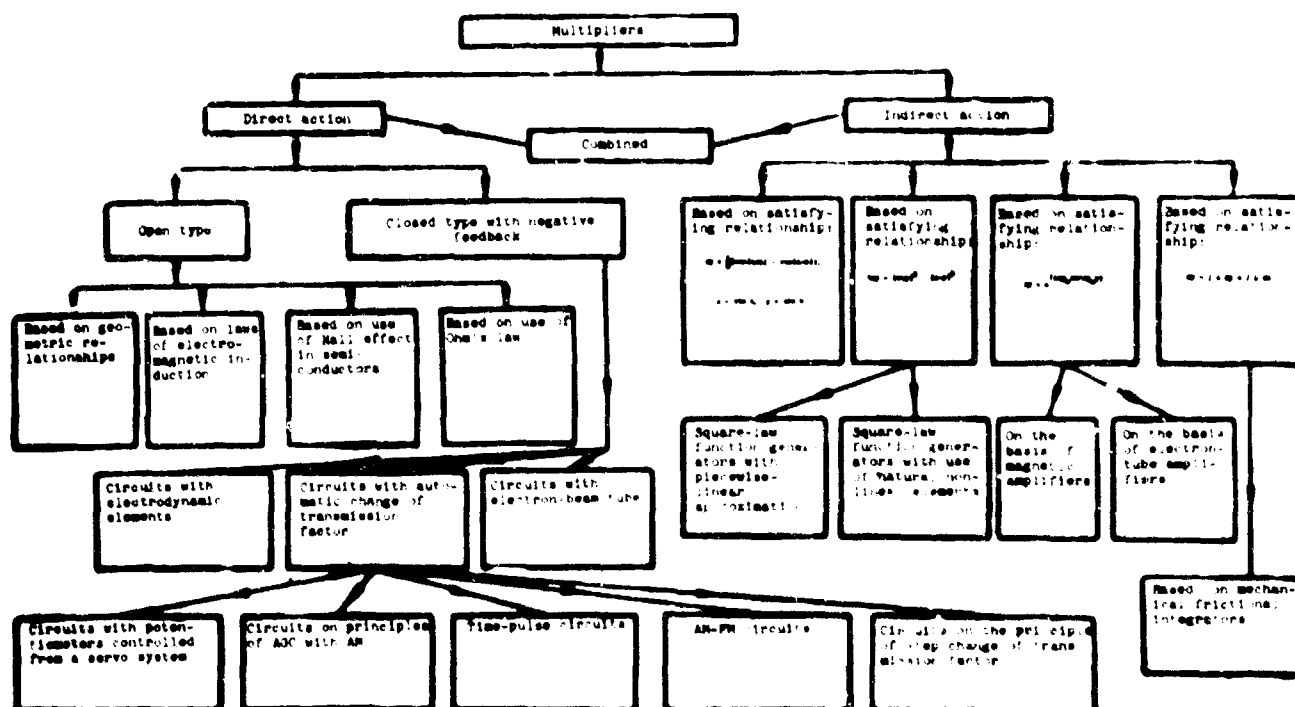 Multipliers
Direct action
Indirect action
Combined
Open type
Closed type with negative
feedback
Based on satisfy-
ing relationship:
Based on
satisfying
relationship:
Based on satis-
fying relation-
ship:
Based on satis-
fying relation-
ship:
Based on geo-
metric re-
lationships
Based on laws
of electro-
magnetic in-
duction
Based on use
of Hall effect
in semi-
conductors
Based on use of
Ohm's law
Square-law
function gener-
ators with
piecewise-
linear
approximation
Square-law
function gener-
ators with use
of natural non-
linear elements
On the
basis of
magnetic
amplifiers
On the basis
of electron-
tube ampli-
fiers
Circuits with
electrodynamic
elements
Circuits with auto-
matic change of
transmission
factor
Circuits with
electron-beam tube
Based on mechan-
ical frictional
integrators
Circuits with poten-
tiometers controlled
from a servo system
Circuits on principles
of AGC with AM
Time-pulse circuits
AM-FM circuits
Circuits on the principle
of step change of trans
mission factor